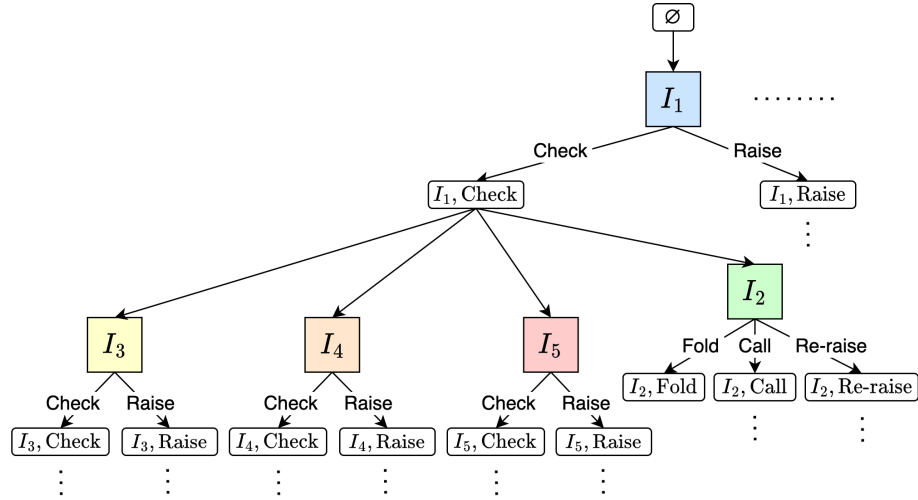 ∅
I₁
Check Raise
I₁, Check I₁, Raise
I₂
I₃ I₄ I₅
Fold Call Re-raise
I₂, Fold I₂, Call I₂, Re-raise
Check Raise Check Raise Check Raise
I₃, Check I₃, Raise I₄, Check I₄, Raise I₅, Check I₅, Raise